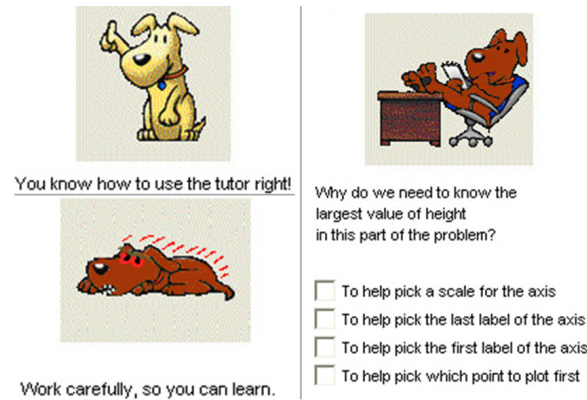 You know how to use the tutor right!
Work carefully, so you can learn.
Why do we need to know the
largest value of height
in this part of the problem?
To help pick a scale for the axis
To help pick the last label of the axis
To help pick the first label of the axis
To help pick which point to plot first